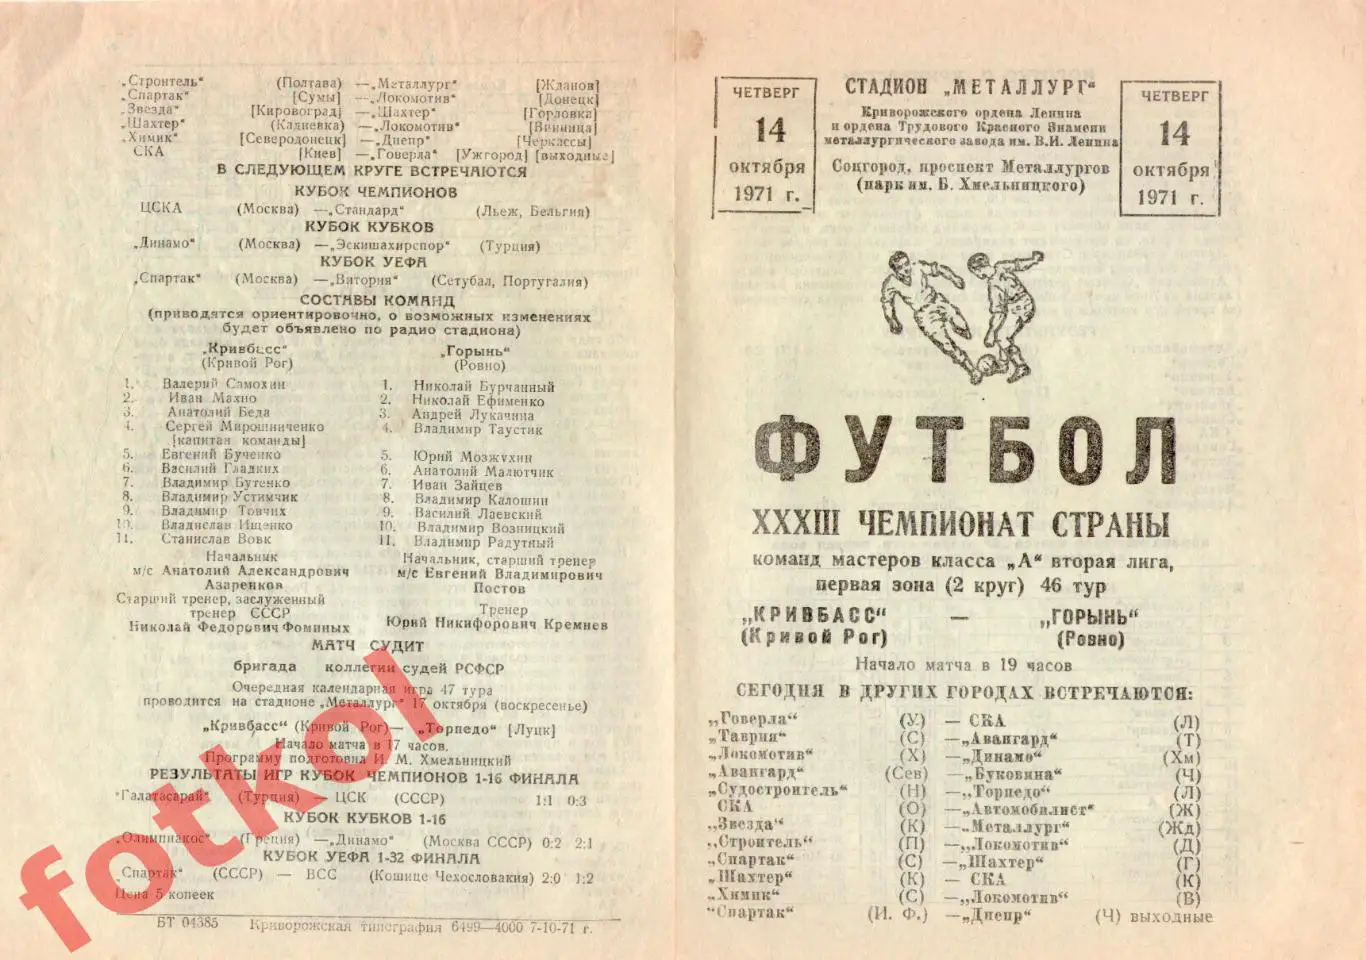 „Строитель“ (Полтава) —„Металлург“ [Жданов]
„Спартак“ [Сумы] —„Локомотив“ [Донецк]
„Звезда“ [Кировоград] —„Шахтер“ [Горловка]
„Шахтер“ (Кадиевка) —„Локомотив“ [Винница]
„Химик“ [Северодонецк] —„Днепр“ [Черкассы]
СКА [Киев] —„Говерла“ [Ужгород] [выходные]
В СЛЕДУЮЩЕМ КРУГЕ ВСТРЕЧАЮТСЯ
КУБОК ЧЕМПИОНОВ
ЦСКА (Москва) —„Стандард“ (Льеж, Бельгия)
КУБОК КУБКОВ
„Динамо“ (Москва) —„Эскишахирспор“ (Турция)
КУБОК УЕФА
„Спартак“ (Москва) —„Витория“ (Сетубал, Португалия)
СОСТАВЫ КОМАНД
(приводятся ориентировочно, о возможных изменениях
будет объявлено по радио стадиона)
„Кривбасс“ (Кривой Рог)
1. Валерий Самохин
2. Иван Махно
3. Анатолий Беда
4. Сергей Мирошниченко
[капитан команды]
5. Евгений Бученко
6. Василий Гладких
7. Владимир Бутенко
8. Владимир Устимчик
9. Владимир Товчих
10. Владислав Ищенко
11. Станислав Вовк
Начальник
м/с Анатолий Александрович
Азаренков
Старший тренер, заслуженный
тренер СССР
Николай Федорович Фоминых
„Горынь“
(Ровно)
1. Николай Бурчанный
2. Николай Ефименко
3. Андрей Лукачина
4. Владимир Таустик
5. Юрий Мозжухин
6. Анатолий Малютчик
7. Иван Зайцев
8. Владимир Калошин
9. Василий Лаевский
10. Владимир Возницкий
11. Владимир Радутный
Начальник, старший тренер
м/с Евгений Владимирович
Постов
Тренер
Юрий Никифорович Кремнев
МАТЧ СУДИТ
бригада коллегии судей РСФСР
Очередная календарная игра 47 тура
проводится на стадионе „Металлург“ 17 октября (воскресенье)
„Кривбасс“ (Кривой Рог)— „Торпедо“ [Луцк]
Начало матча в 17 часов.
Программу подготовил И. М. Хмельницкий
РЕЗУЛЬТАТЫ ИГР КУБОК ЧЕМПИОНОВ 1-16 ФИНАЛА
"Галатасарай" (Турция) — ЦСК (СССР) 1:1 0:3
КУБОК КУБКОВ 1-16
„Олимпиакос“ (Греция) —„Динамо“ (Москва СССР) 0:2 2:1
КУБОК УЕФА 1-32 ФИНАЛА
„Спартак“ (СССР) — ВСС (Кошице Чехословакия) 2:0 1:2
Цена 5 копеек
БТ 04385 Криворожская типография 6499—4000 7-10-71 г.
ЧЕТВЕРГ
14
октября
1971 г.
СТАДИОН „МЕТАЛЛУРГ“
Криворожского ордена Ленина
и ордена Трудового Красного Знамени
металлургического завода им. В.И. Ленина
Соцгород, проспект Металлургов
(парк им. Б. Хмельницкого)
ЧЕТВЕРГ
14
октября
1971 г.
ФУТБОЛ
XXXIII ЧЕМПИОНАТ СТРАНЫ
команд мастеров класса „А“ вторая лига,
первая зона (2 круг) 46 тур
„КРИВБАСС“ — „ГОРЫНЬ“
(Кривой Рог) (Ровно)
Начало матча в 19 часов
СЕГОДНЯ В ДРУГИХ ГОРОДАХ ВСТРЕЧАЮТСЯ:
„Говерла“ (У.) — СКА (Л)
„Таврия“ (С) —„Авангард“ (Т)
„Локомотив“ (Х) —„Динамо“ (Хм)
„Авангард“ (Сев) —„Буковина“ (Ч)
„Судостроитель“ (Н) —„Торпедо“ (Л)
СКА (О) —„Автомобилист“ (Ж)
„Звезда“ (К) —„Металлург“ (Жд)
„Строитель“ (П) —„Локомотив“ (Д)
„Спартак“ (С) —„Шахтер“ (Г)
„Шахтер“ (К) — СКА (К)
„Химик“ (С) —„Локомотив“ (В)
"Спартак“ (И. Ф.) —„Днепр“ (Ч) выходные
fotkol